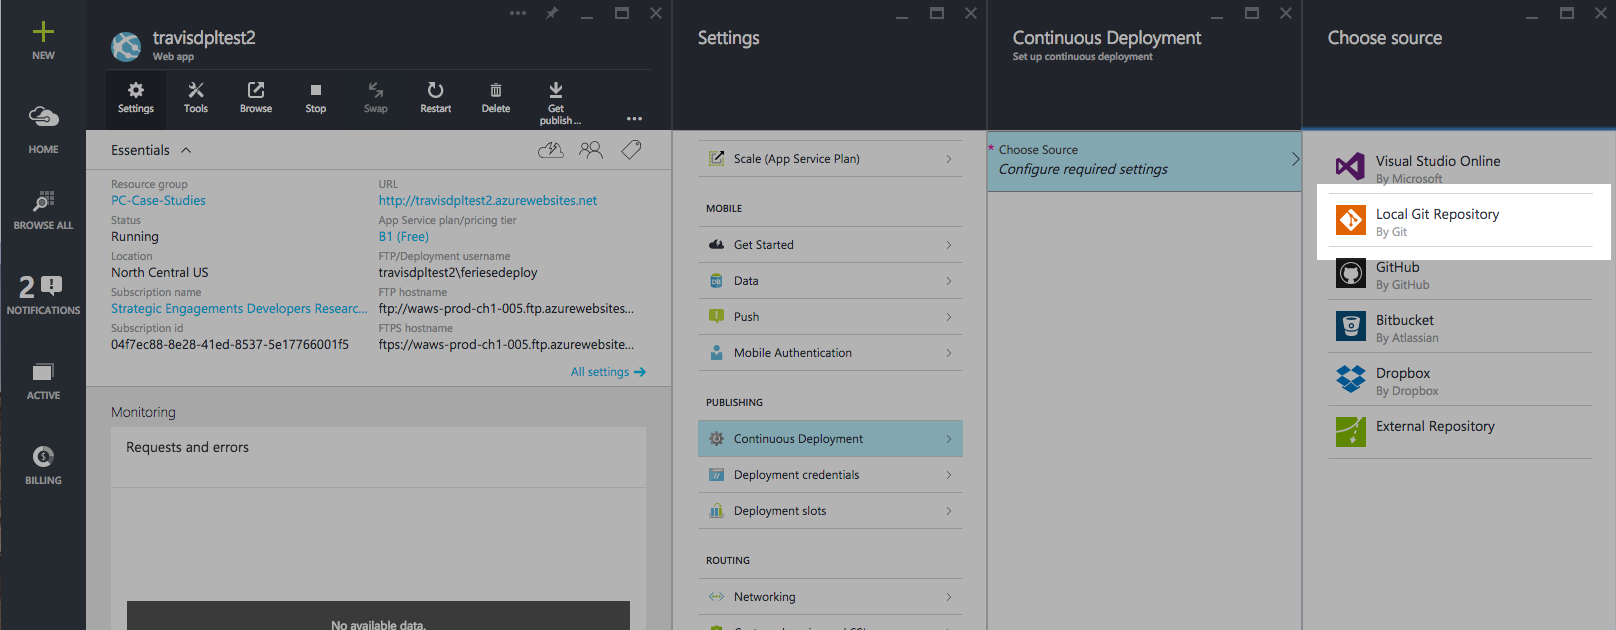 NEW
HOME
BROWSE ALL
2
NOTIFICATIONS
ACTIVE
BILLING
travisdpltest2
Web app
Settings
Tools
Browse
Stop
Swap
Restart
Delete
Get
publish ...
Essentials
Resource group
PC-Case-Studies
Status
Running
Location
North Central US
Subscription name
Strategic Engagements Developers Researc...
Subscription id
04f7ec88-8e28-41ed-8537-5e17766001f5
URL
http://travisdpltest2.azurewebsites.net
App Service plan/pricing tier
B1 (Free)
FTP/Deployment username
travisdpltest2\feriesedeploy
FTP hostname
ftp://waws-prod-ch1-005.ftp.azurewebsites...
FTPS hostname
ftps://waws-prod-ch1-005.ftp.azurewebsite...
All settings
Monitoring
Requests and errors
No available data.
Settings
Scale (App Service Plan)
MOBILE
Get Started
Data
Push
Mobile Authentication
PUBLISHING
Continuous Deployment
Deployment credentials
Deployment slots
ROUTING
Networking
Continuous Deployment
Set up continuous deployment
* Choose Source
Configure required settings
Choose source
Visual Studio Online
By Microsoft
Local Git Repository
By Git
GitHub
By GitHub
Bitbucket
By Atlassian
Dropbox
By Dropbox
External Repository